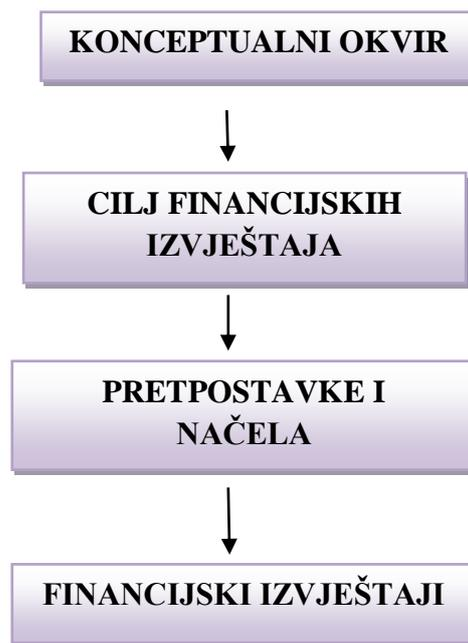 KONCEPTUALNI OKVIR
CILJ FINANCIJSKIH
IZVJEŠTAJA
PRETPOSTAVKE I
NAČELA
FINANCIJSKI IZVJEŠTAJI